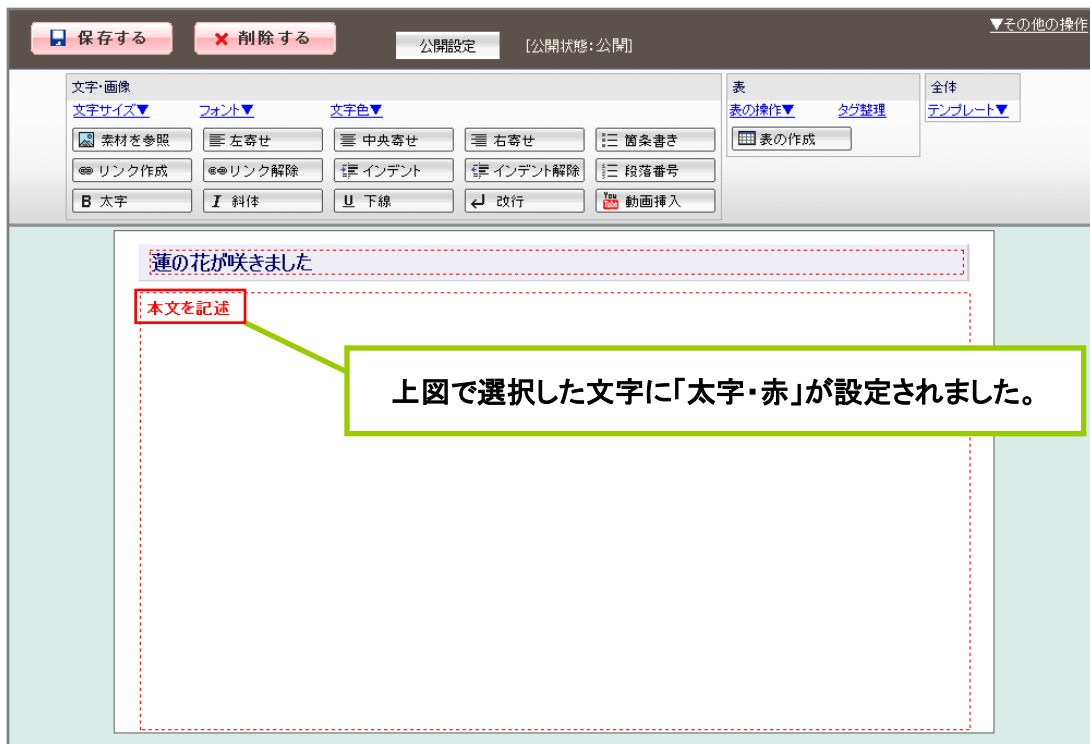 保存する 削除する 公開設定 [公開状態:公開] ▼その他の操作
文字・画像 表 全体
文字サイズ▼ フォント▼ 文字色▼ 表の操作▼ タグ整理 テンプレート▼
素材を参照 左寄せ 中央寄せ 右寄せ 箇条書き 表の作成
リンク作成 リンク解除 インデント インデント解除 段落番号
B 太字 I 斜体 U 下線 改行 You Tube 動画挿入
蓮の花が咲きました
本文を記述
上図で選択した文字に「太字・赤」が設定されました。